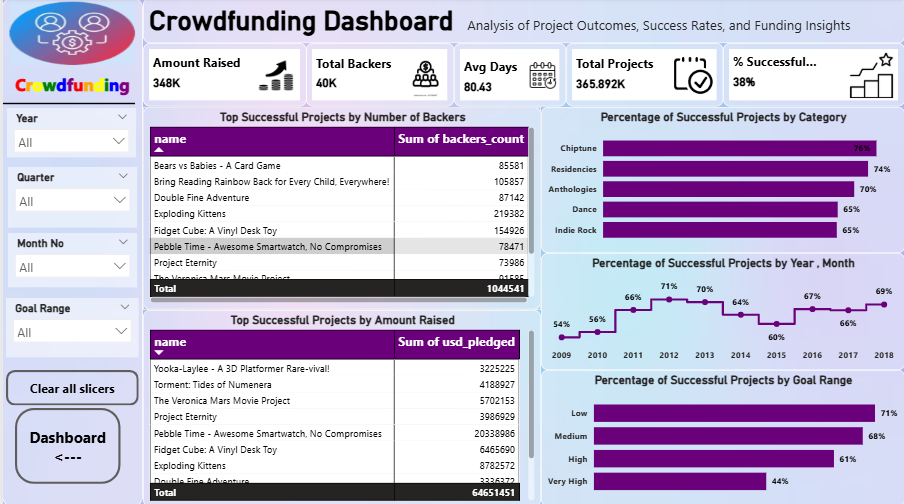 Crowdfunding
Year
All
Quarter
All
Month No
All
Goal Range
All
Clear all slicers
Dashboard
<---
Crowdfunding Dashboard
Analysis of Project Outcomes, Success Rates, and Funding Insights
Amount Raised
348K
Total Backers
40K
Avg Days
80.43
Total Projects
365.892K
% Successful...
38%
Top Successful Projects by Number of Backers
name Sum of backers_count
Bears vs Babies - A Card Game 85581
Bring Reading Rainbow Back for Every Child, Everywhere! 105857
Double Fine Adventure 87142
Exploding Kittens 219382
Fidget Cube: A Vinyl Desk Toy 154926
Pebble Time - Awesome Smartwatch, No Compromises 78471
Project Eternity 73986
The Veronica Mars Movie Project 91585
Total 1044541
Top Successful Projects by Amount Raised
name Sum of usd_pledged
Yooka-Laylee - A 3D Platformer Rare-vival! 3225225
Torment: Tides of Numenera 4188927
The Veronica Mars Movie Project 5702153
Project Eternity 3986929
Pebble Time - Awesome Smartwatch, No Compromises 20338986
Fidget Cube: A Vinyl Desk Toy 6465690
Exploding Kittens 8782572
Double Fine Adventure 3336372
Total 64651451
Percentage of Successful Projects by Category
Chiptune 76%
Residencies 74%
Anthologies 70%
Dance 65%
Indie Rock 65%
Percentage of Successful Projects by Year , Month
54% 56% 66% 71% 70% 64% 60% 67% 66% 69%
2009 2010 2011 2012 2013 2014 2015 2016 2017 2018
Percentage of Successful Projects by Goal Range
Low 71%
Medium 68%
High 61%
Very High 44%